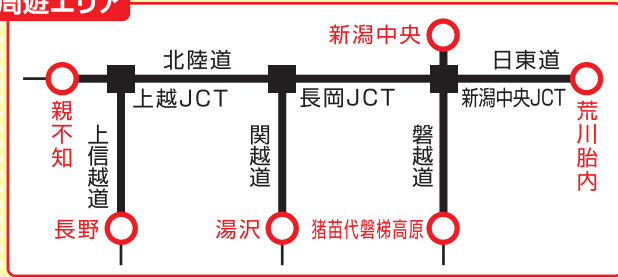 周遊エリア
新潟中央
北陸道
日東道
上越JCT
長岡JCT
新潟中央JCT
親不知
上信越道
関越道
磐越道
荒川胎内
長野
湯沢
猪苗代磐梯高原